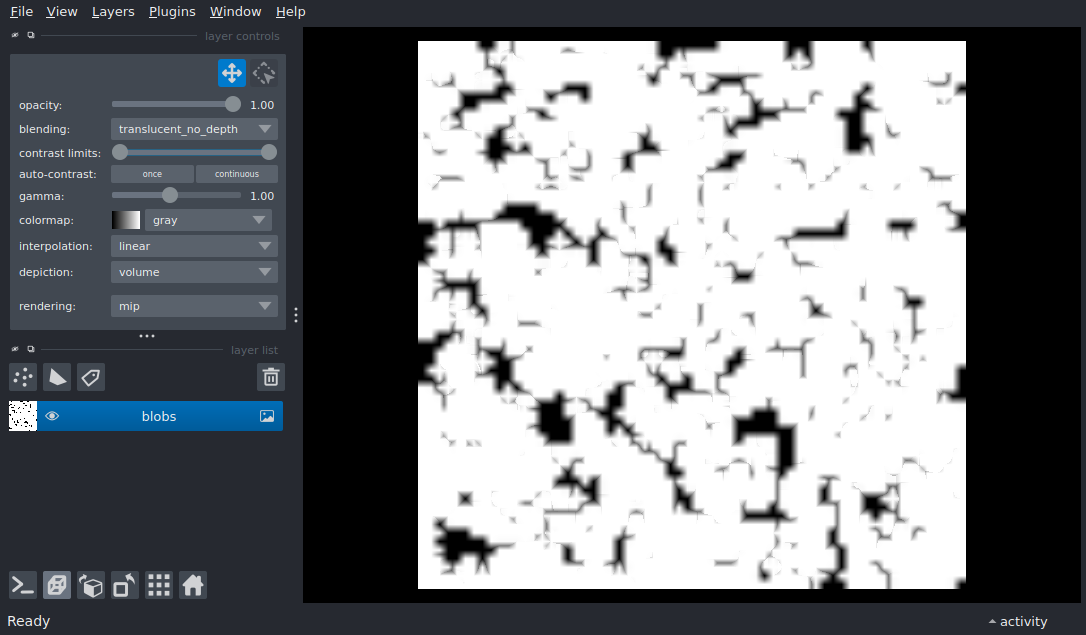 File View Layers Plugins Window Help
layer controls
opacity: 1.00
blending: translucent_no_depth
contrast limits:
auto-contrast: once continuous
gamma: 1.00
colormap: gray
interpolation: linear
depiction: volume
rendering: mip
layer list
blobs
Ready activity